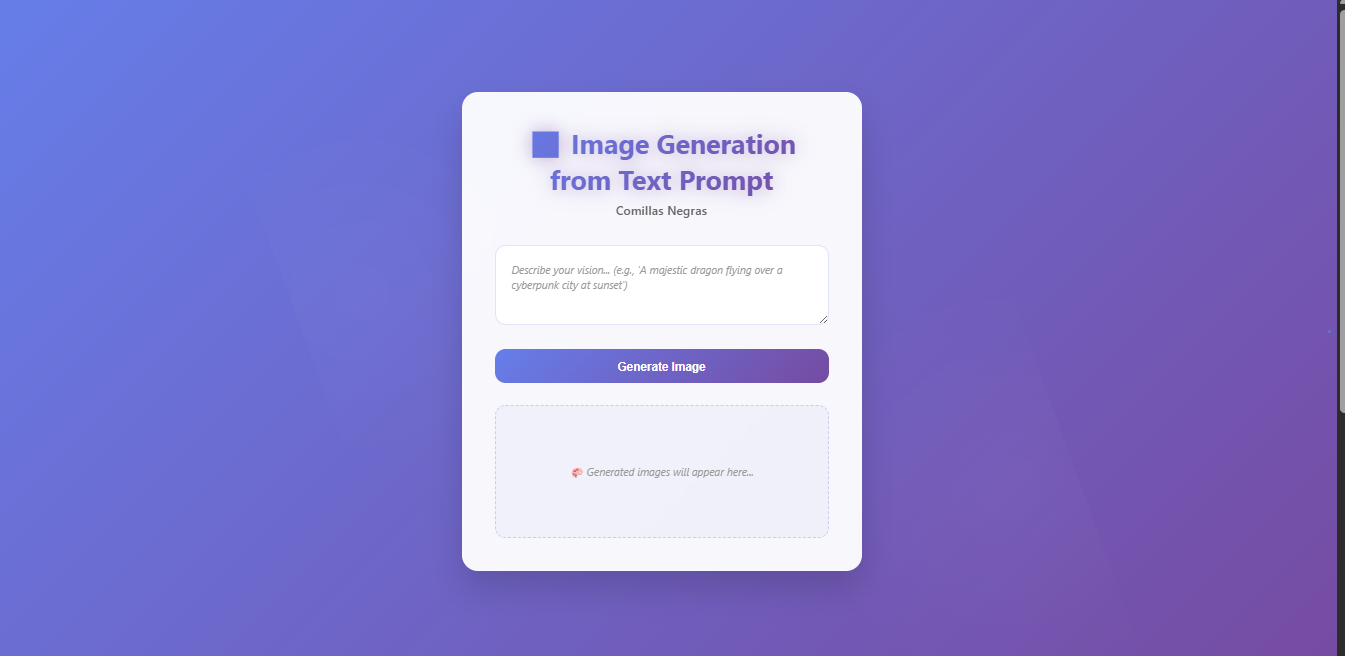 Image Generation
from Text Prompt
Comillas Negras
Describe your vision... (e.g., 'A majestic dragon flying over a
cyberpunk city at sunset')
Generate Image
Generated images will appear here...